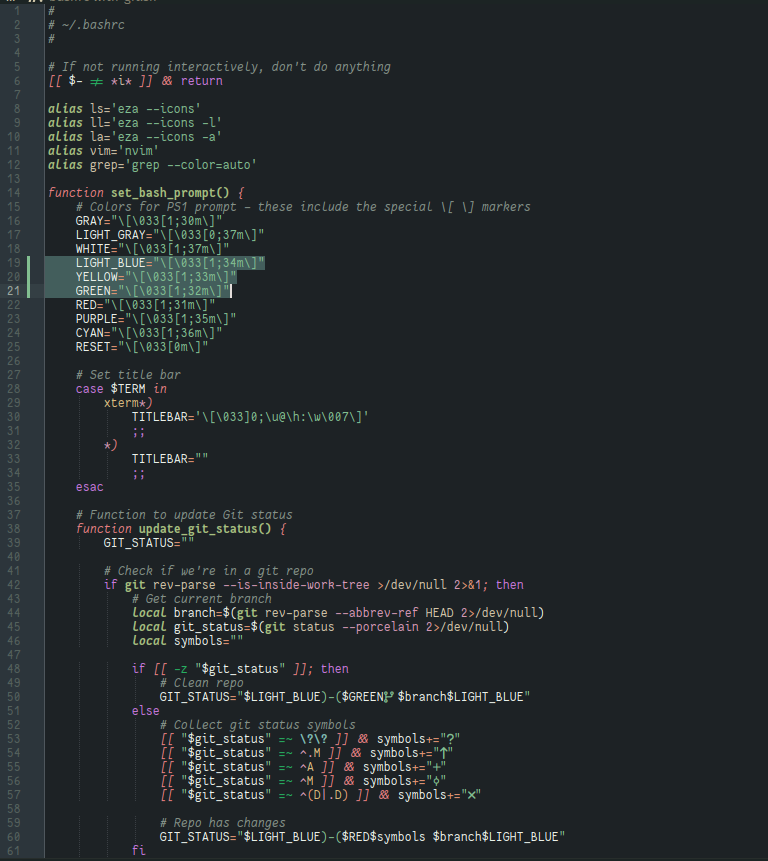 1 #
2 # ~/.bashrc
3 #
4
5 # If not running interactively, don't do anything
6 [[ $- ≠ *i* ]] && return
7
8 alias ls='eza --icons'
9 alias ll='eza --icons -l'
10 alias la='eza --icons -a'
11 alias vim='nvim'
12 alias grep='grep --color=auto'
13
14 function set_bash_prompt() {
15 # Colors for PS1 prompt - these include the special \[ \] markers
16 GRAY="\[\033[1;30m\]"
17 LIGHT_GRAY="\[\033[0;37m\]"
18 WHITE="\[\033[1;37m\]"
19 LIGHT_BLUE="\[\033[1;34m\]"
20 YELLOW="\[\033[1;33m\]"
21 GREEN="\[\033[1;32m\]"
22 RED="\[\033[1;31m\]"
23 PURPLE="\[\033[1;35m\]"
24 CYAN="\[\033[1;36m\]"
25 RESET="\[\033[0m\]"
26
27 # Set title bar
28 case $TERM in
29 xterm*)
30 TITLEBAR='\[\033]0;\u@\h:\w\007\]'
31 ;;
32 *)
33 TITLEBAR=""
34 ;;
35 esac
36
37 # Function to update Git status
38 function update_git_status() {
39 GIT_STATUS=""
40
41 # Check if we're in a git repo
42 if git rev-parse --is-inside-work-tree >/dev/null 2>&1; then
43 # Get current branch
44 local branch=$(git rev-parse --abbrev-ref HEAD 2>/dev/null)
45 local git_status=$(git status --porcelain 2>/dev/null)
46 local symbols=""
47
48 if [[ -z "$git_status" ]]; then
49 # Clean repo
50 GIT_STATUS="$LIGHT_BLUE)-($GREEN $branch$LIGHT_BLUE"
51 else
52 # Collect git status symbols
53 [[ "$git_status" =~ \?\? ]] && symbols+="?"
54 [[ "$git_status" =~ ^.M ]] && symbols+="↑"
55 [[ "$git_status" =~ ^A ]] && symbols+="+"
56 [[ "$git_status" =~ ^M ]] && symbols+="⋄"
57 [[ "$git_status" =~ ^(D|.D) ]] && symbols+="×"
58
59 # Repo has changes
60 GIT_STATUS="$LIGHT_BLUE)-($RED$symbols $branch$LIGHT_BLUE"
61 fi